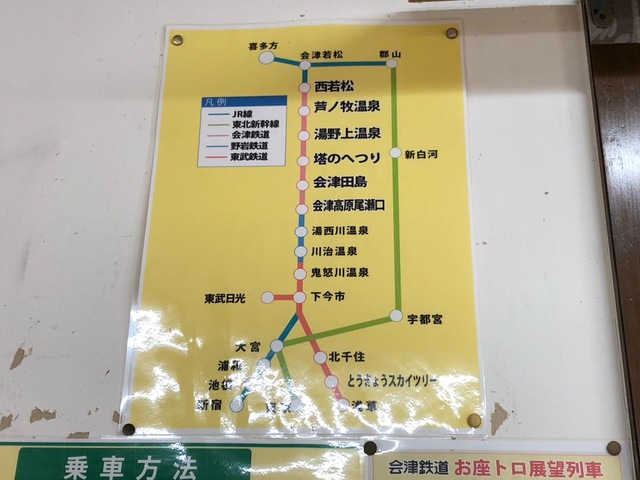 喜多方
会津若松
郡山
西若松
凡例
JR線
東北新幹線
会津鉄道
野岩鉄道
東武鉄道
芦ノ牧温泉
湯野上温泉
塔のへつり
新白河
会津田島
会津高原尾瀬口
湯西川温泉
川治温泉
鬼怒川温泉
東武日光
下今市
宇都宮
大宮
北千住
浦和
池袋
とうきょうスカイツリー
新宿
浅草
乗車方法
会津鉄道 お座トロ展望列車